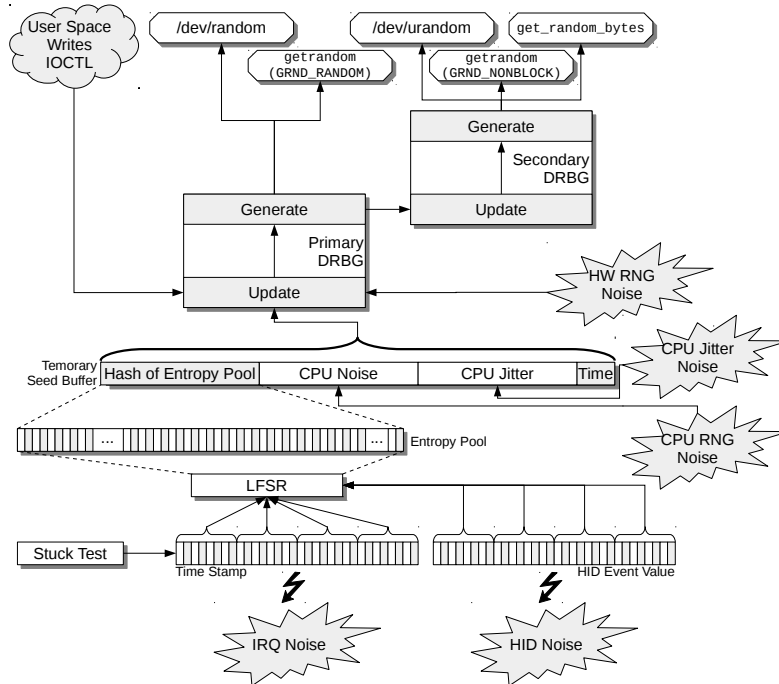 User Space
Writes
IOCTL
/dev/random
/dev/urandom
get_random_bytes
getrandom
(GRND_RANDOM)
getrandom
(GRND_NONBLOCK)
Generate
Secondary
DRBG
Update
Generate
Primary
DRBG
Update
HW RNG
Noise
CPU Jitter
Noise
Temorary
Seed Buffer
Hash of Entropy Pool
CPU Noise
CPU Jitter
Time
... ...
Entropy Pool
CPU RNG
Noise
LFSR
Stuck Test
Time Stamp
HID Event Value
IRQ Noise
HID Noise